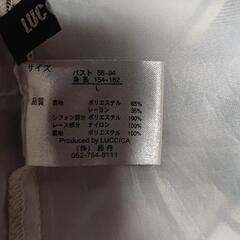 LUC
サイズ
バスト 86-94
身長 154-162
L
品質 表地 ポリエステル 65%
レーヨン 35%
シフォン部分 ポリエステル 100%
レース部分 ナイロン 100%
裏地 ポリエステル 100%
Produced by LUCCICA
(株) 鈴丹
052-764-8111